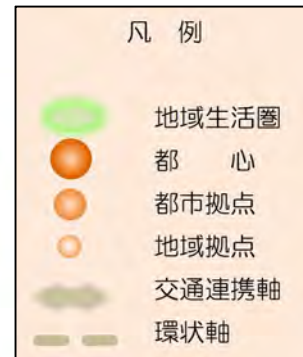 凡 例
地域生活圏
都 心
都市拠点
地域拠点
交通連携軸
環状軸